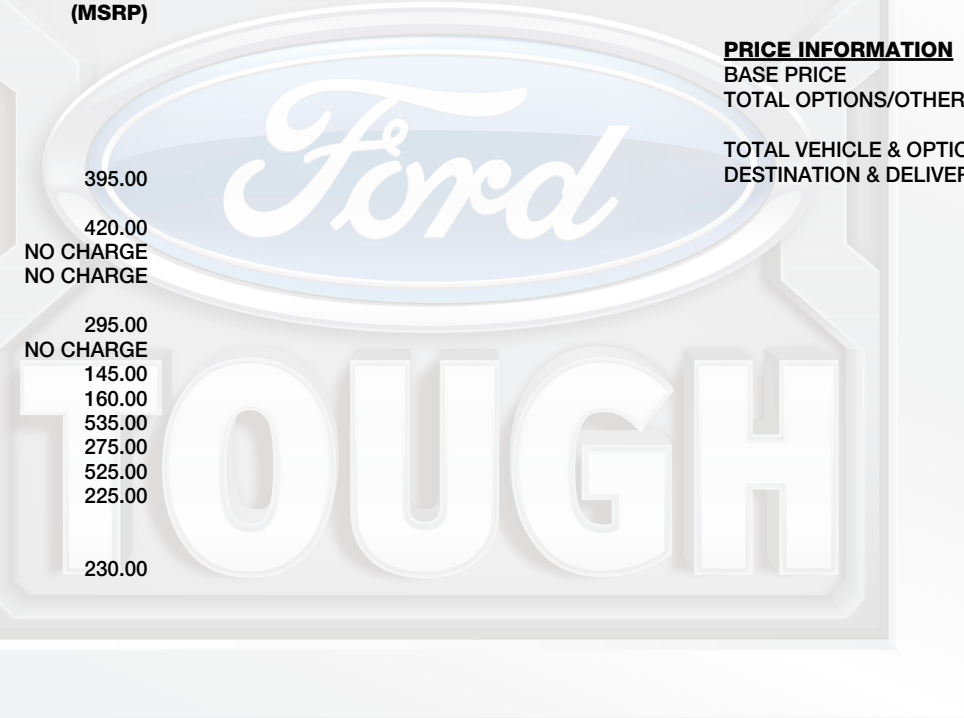 (MSRP)
395.00
420.00
NO CHARGE
NO CHARGE
295.00
NO CHARGE
145.00
160.00
535.00
275.00
525.00
225.00
230.00
PRICE INFORMATION
BASE PRICE
TOTAL OPTIONS/OTHER
TOTAL VEHICLE & OPTIO
DESTINATION & DELIVER
Ford
TOUGH